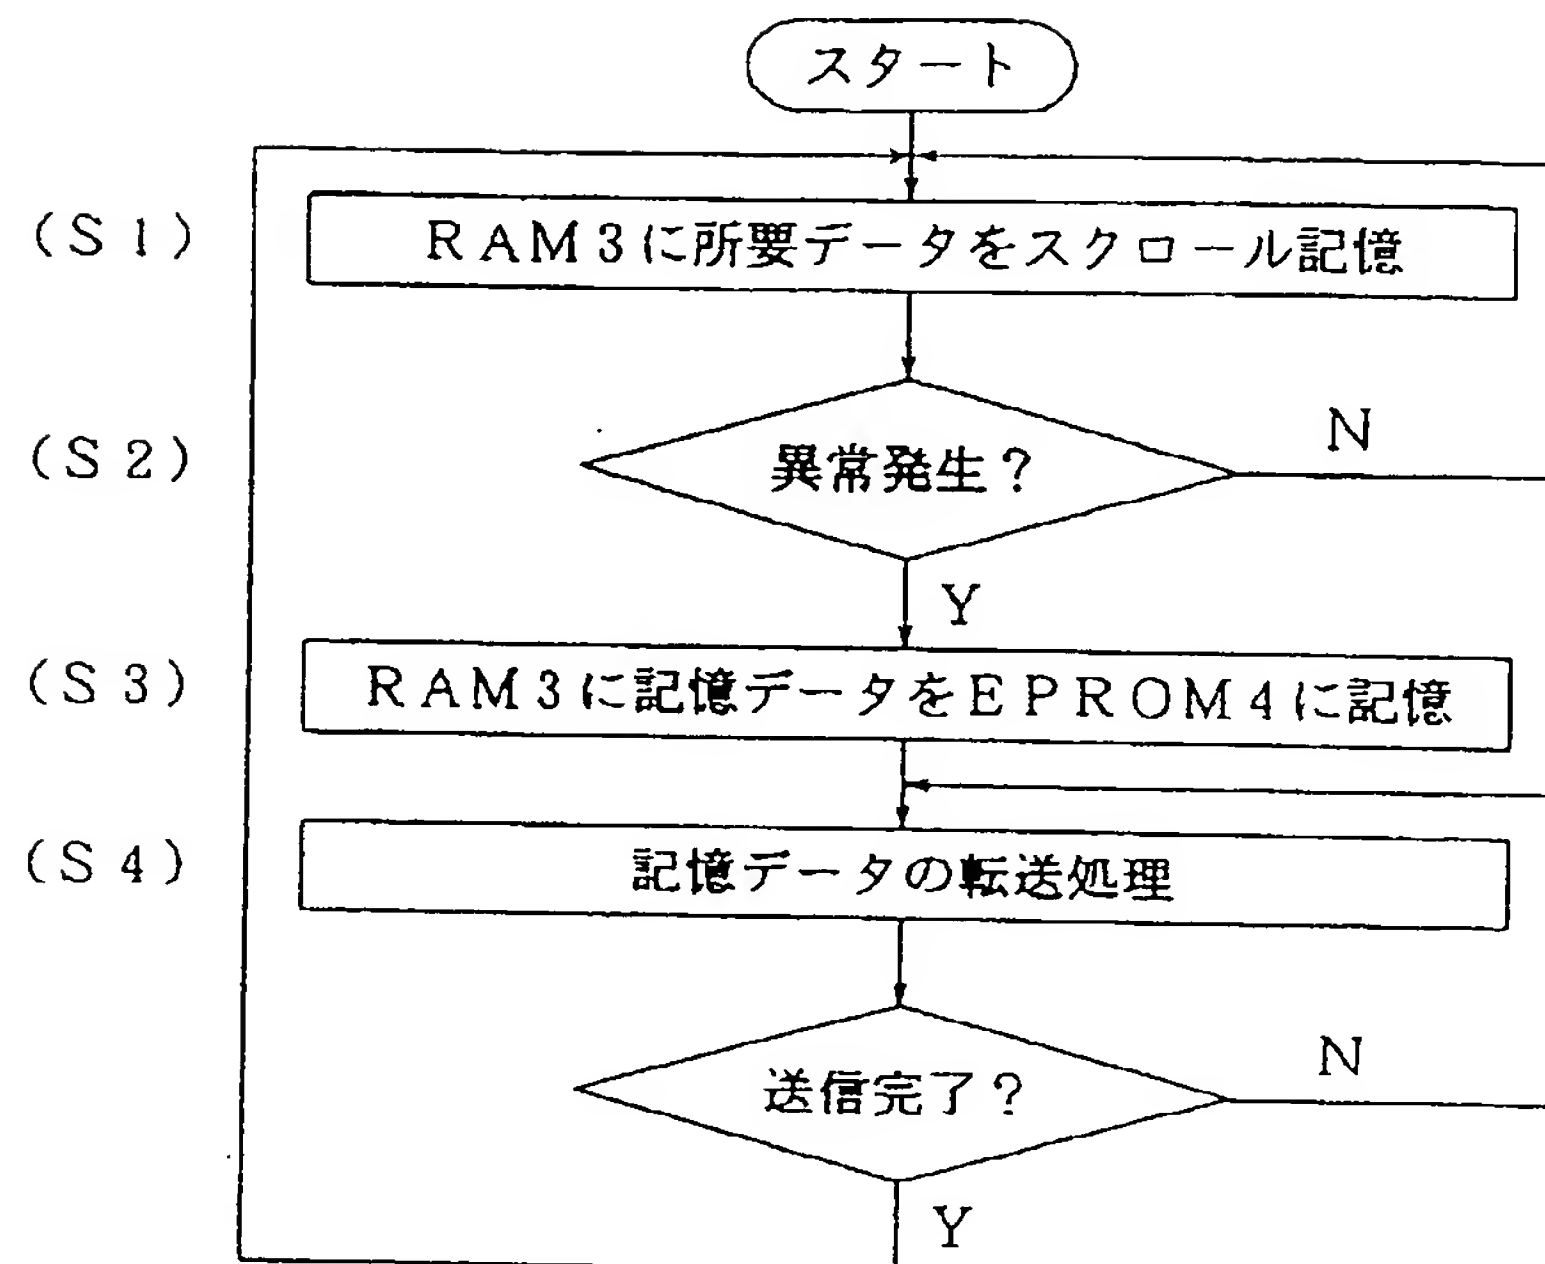 スタート
(S1) RAM3に所要データをスクロール記憶
(S2) 異常発生? N
Y
(S3) RAM3に記憶データをEPROM4に記憶
(S4) 記憶データの転送処理
送信完了? N
Y